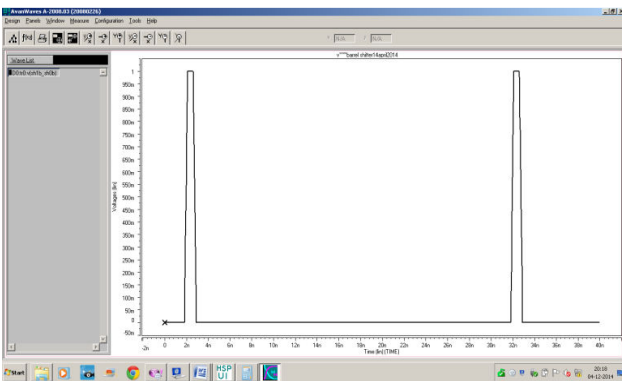 AvanWaves A-2008.03 (20080226)
Design Panels Window Measure Configuration Tools Help
Wave List
v****barrel shifter14april2014
1
950m
900m
850m
800m
750m
700m
650m
600m
550m
500m
450m
400m
350m
300m
250m
200m
150m
100m
50m
0
-50m
Voltages (lin)
-2n 0 2n 4n 6n 8n 10n 12n 14n 16n 18n 20n 22n 24n 26n 28n 30n 32n 34n 36n 38n 40n
Time (lin) (TIME)
Start
HSP
UI
20:18
04-12-2014